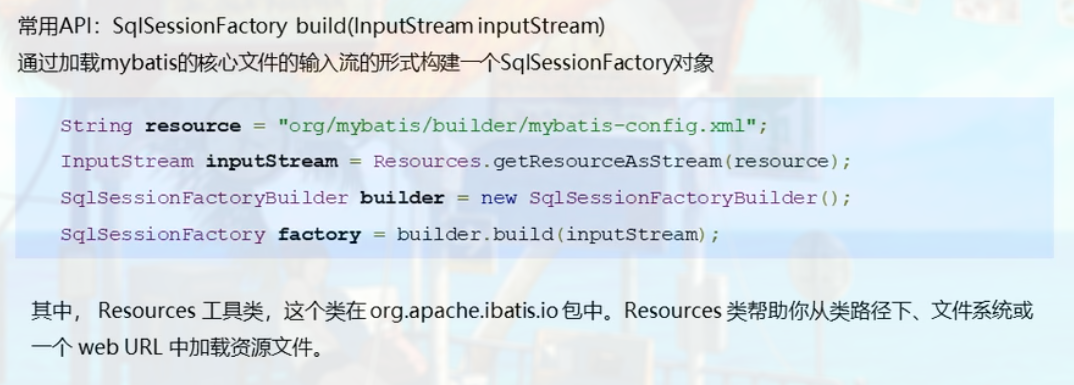 常用API：SqlSessionFactory build(InputStream inputStream)
通过加载mybatis的核心文件的输入流的形式构建一个SqlSessionFactory对象
String resource = "org/mybatis/builder/mybatis-config.xml";
InputStream inputStream = Resources.getResourceAsStream(resource);
SqlSessionFactoryBuilder builder = new SqlSessionFactoryBuilder();
SqlSessionFactory factory = builder.build(inputStream);
其中， Resources 工具类，这个类在 org.apache.ibatis.io 包中。Resources 类帮助你从类路径下、文件系统或
一个 web URL 中加载资源文件。